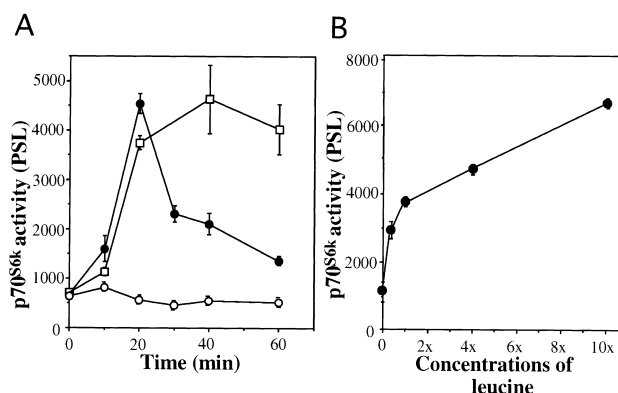 A
p70S6k activity (PSL)
5000
4000
3000
2000
1000
0
0 20 40 60
Time (min)
B
p70S6k activity (PSL)
8000
6000
4000
2000
0
0 2x 4x 6x 8x 10x
Concentrations of
leucine